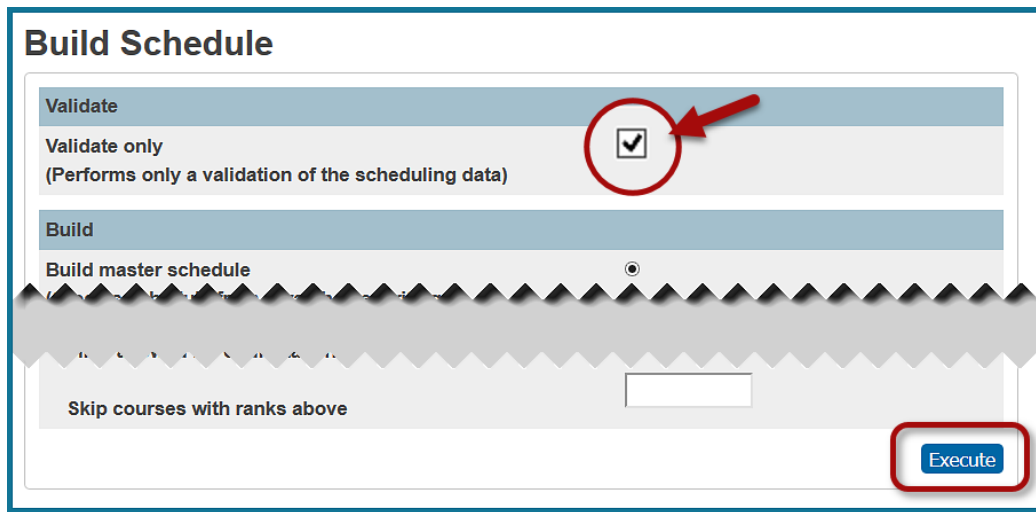 Build Schedule
Validate
Validate only
(Performs only a validation of the scheduling data)
Build
Build master schedule
Skip courses with ranks above
Execute